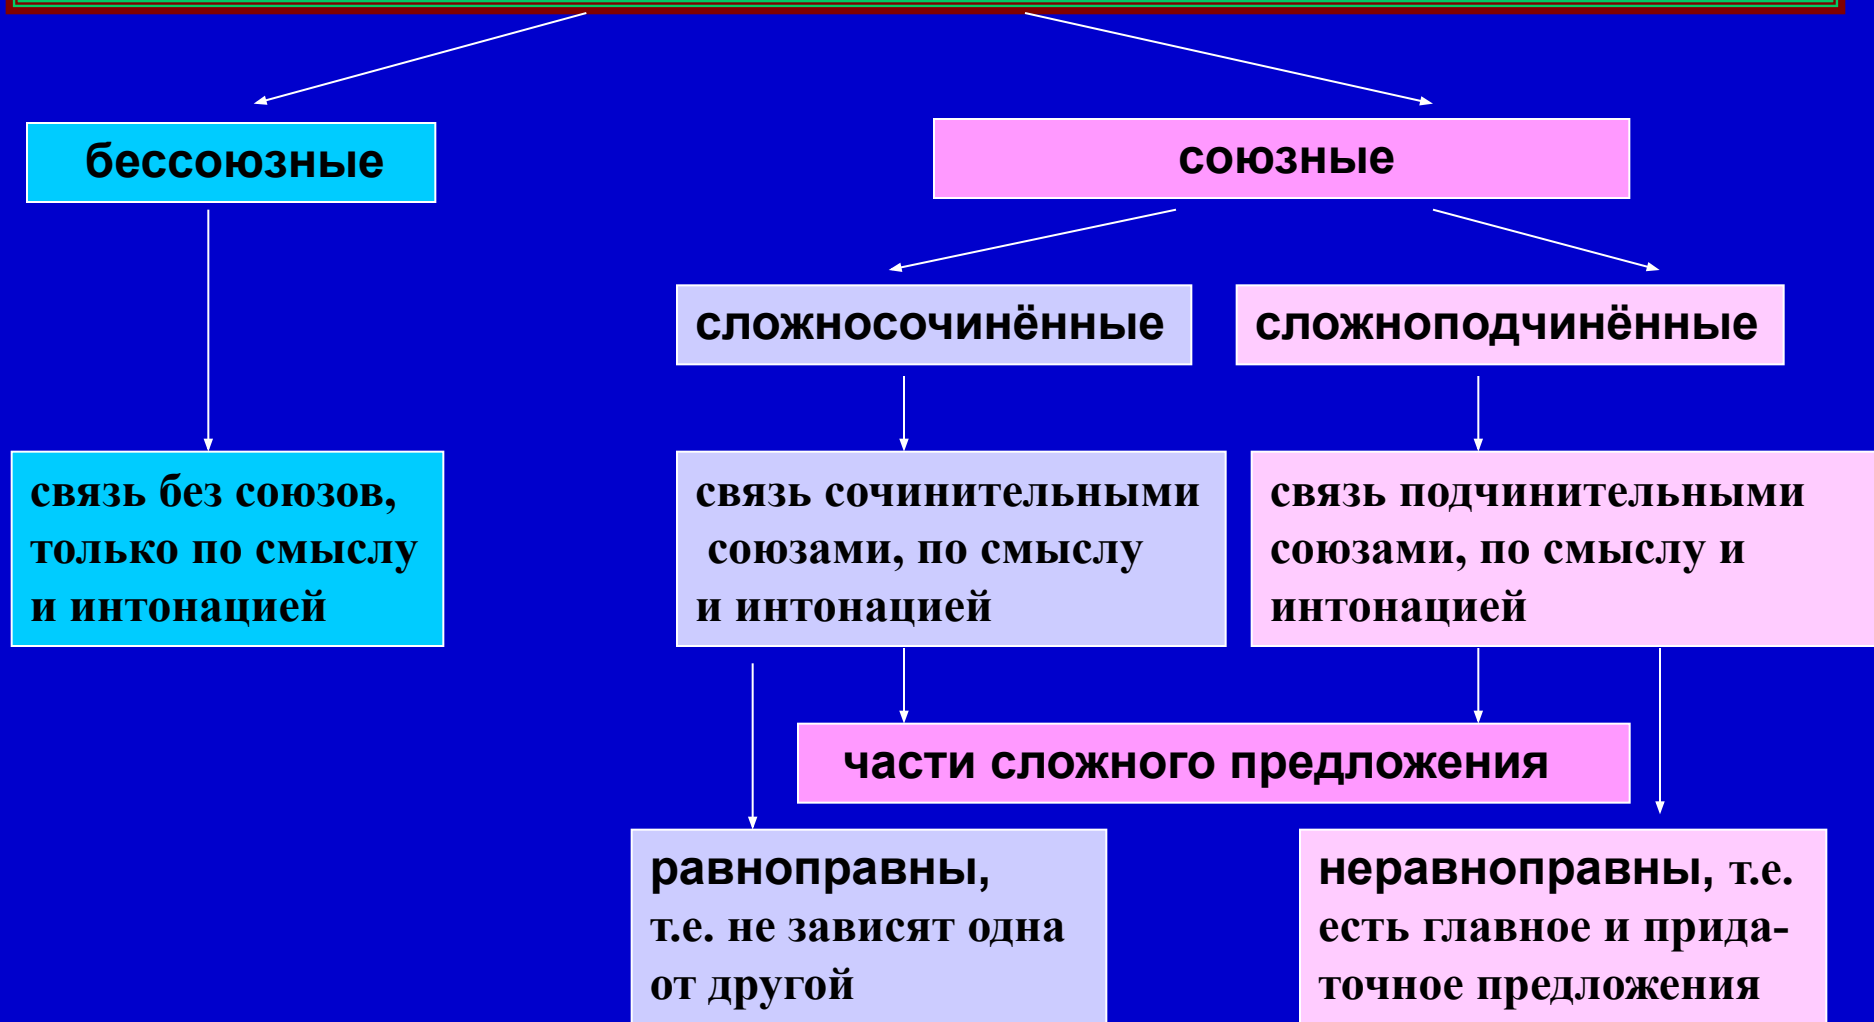 бессоюзные
союзные
сложносочинённые
сложноподчинённые
связь без союзов,
только по смыслу
и интонацией
связь сочинительными
союзами, по смыслу
и интонацией
связь подчинительными
союзами, по смыслу и
интонацией
части сложного предложения
равноправны,
т.е. не зависят одна
от другой
неравноправны, т.е.
есть главное и прида-
точное предложения